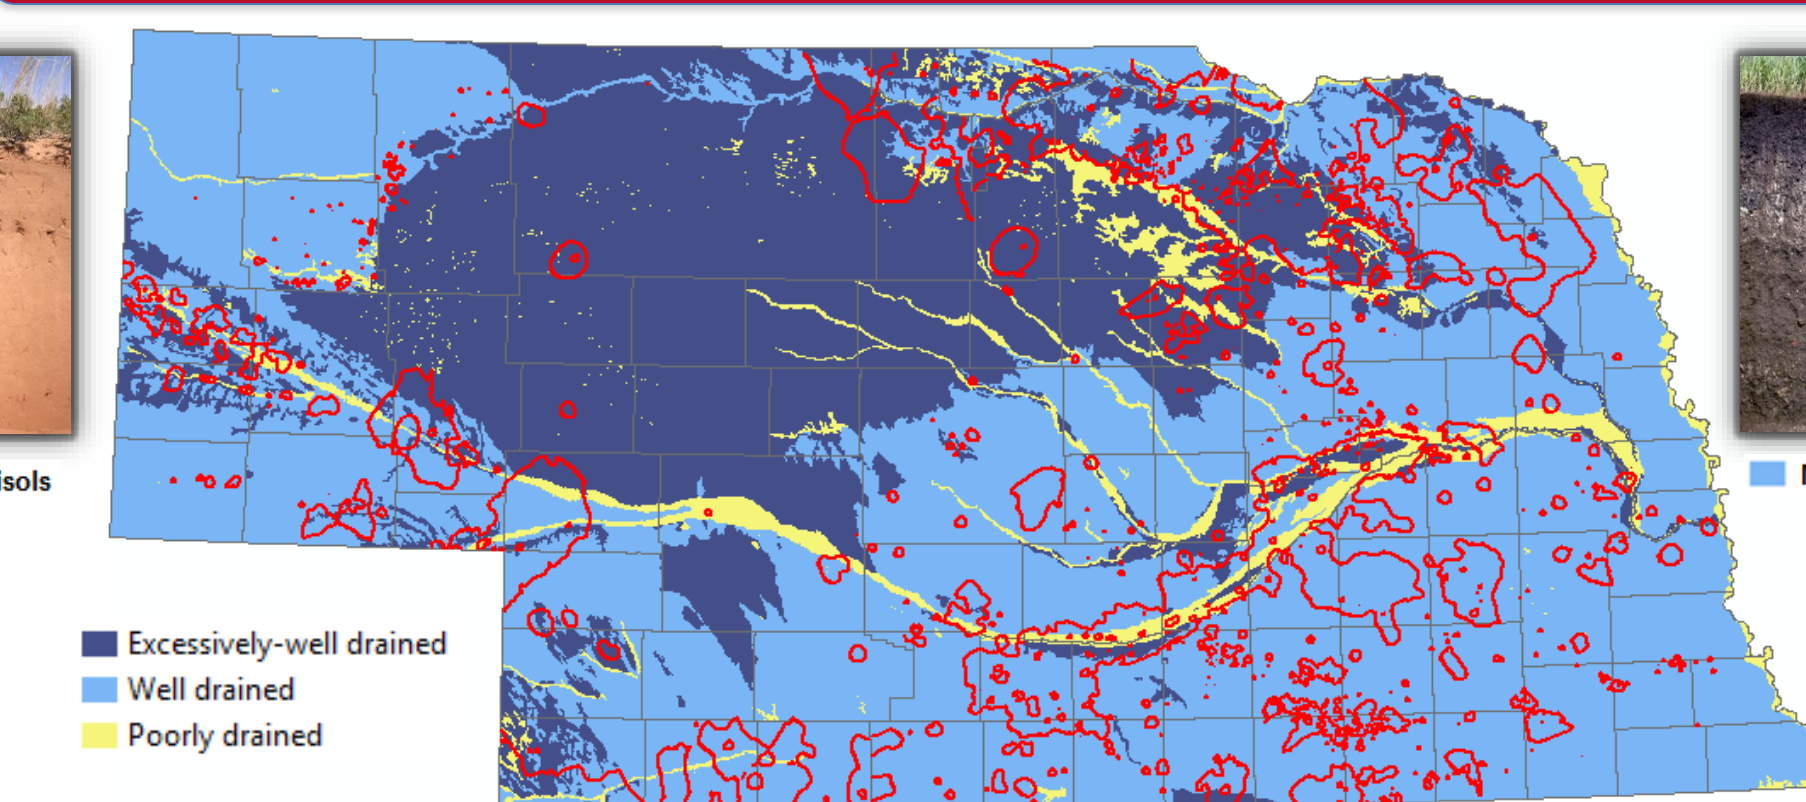 isols
Excessively-well drained
Well drained
Poorly drained